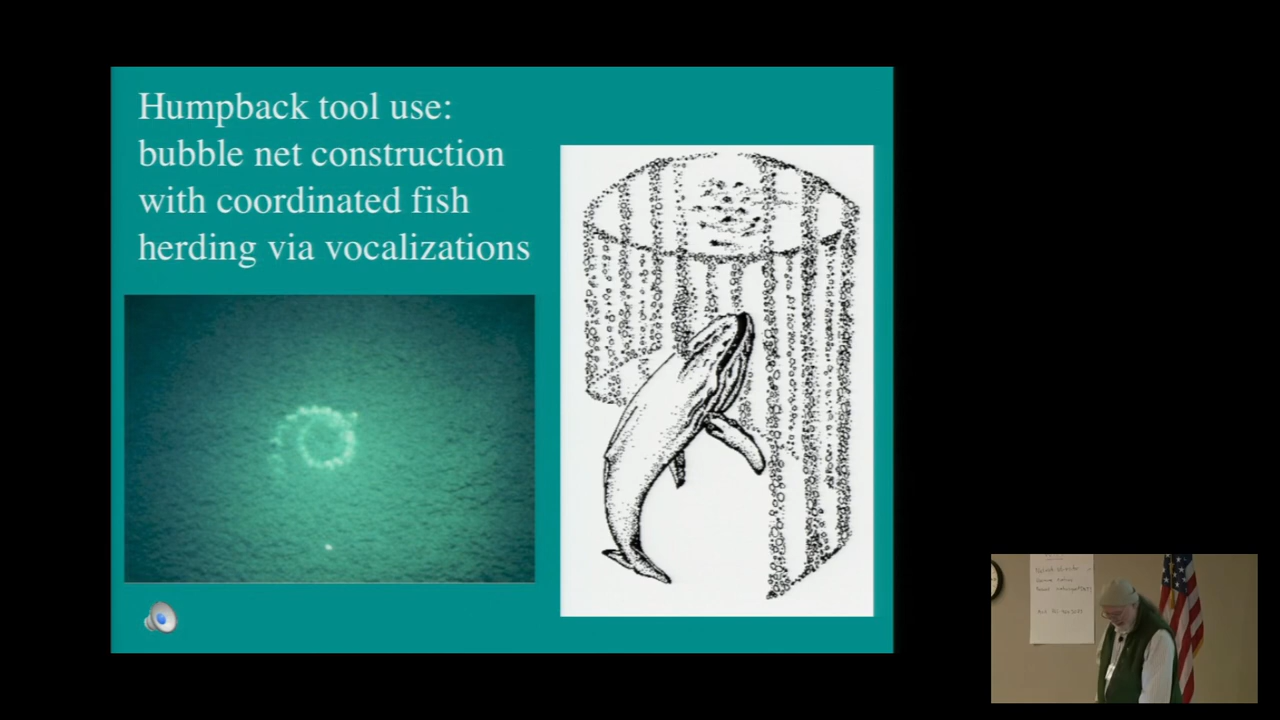 Humpback tool use:
bubble net construction
with coordinated fish
herding via vocalizations